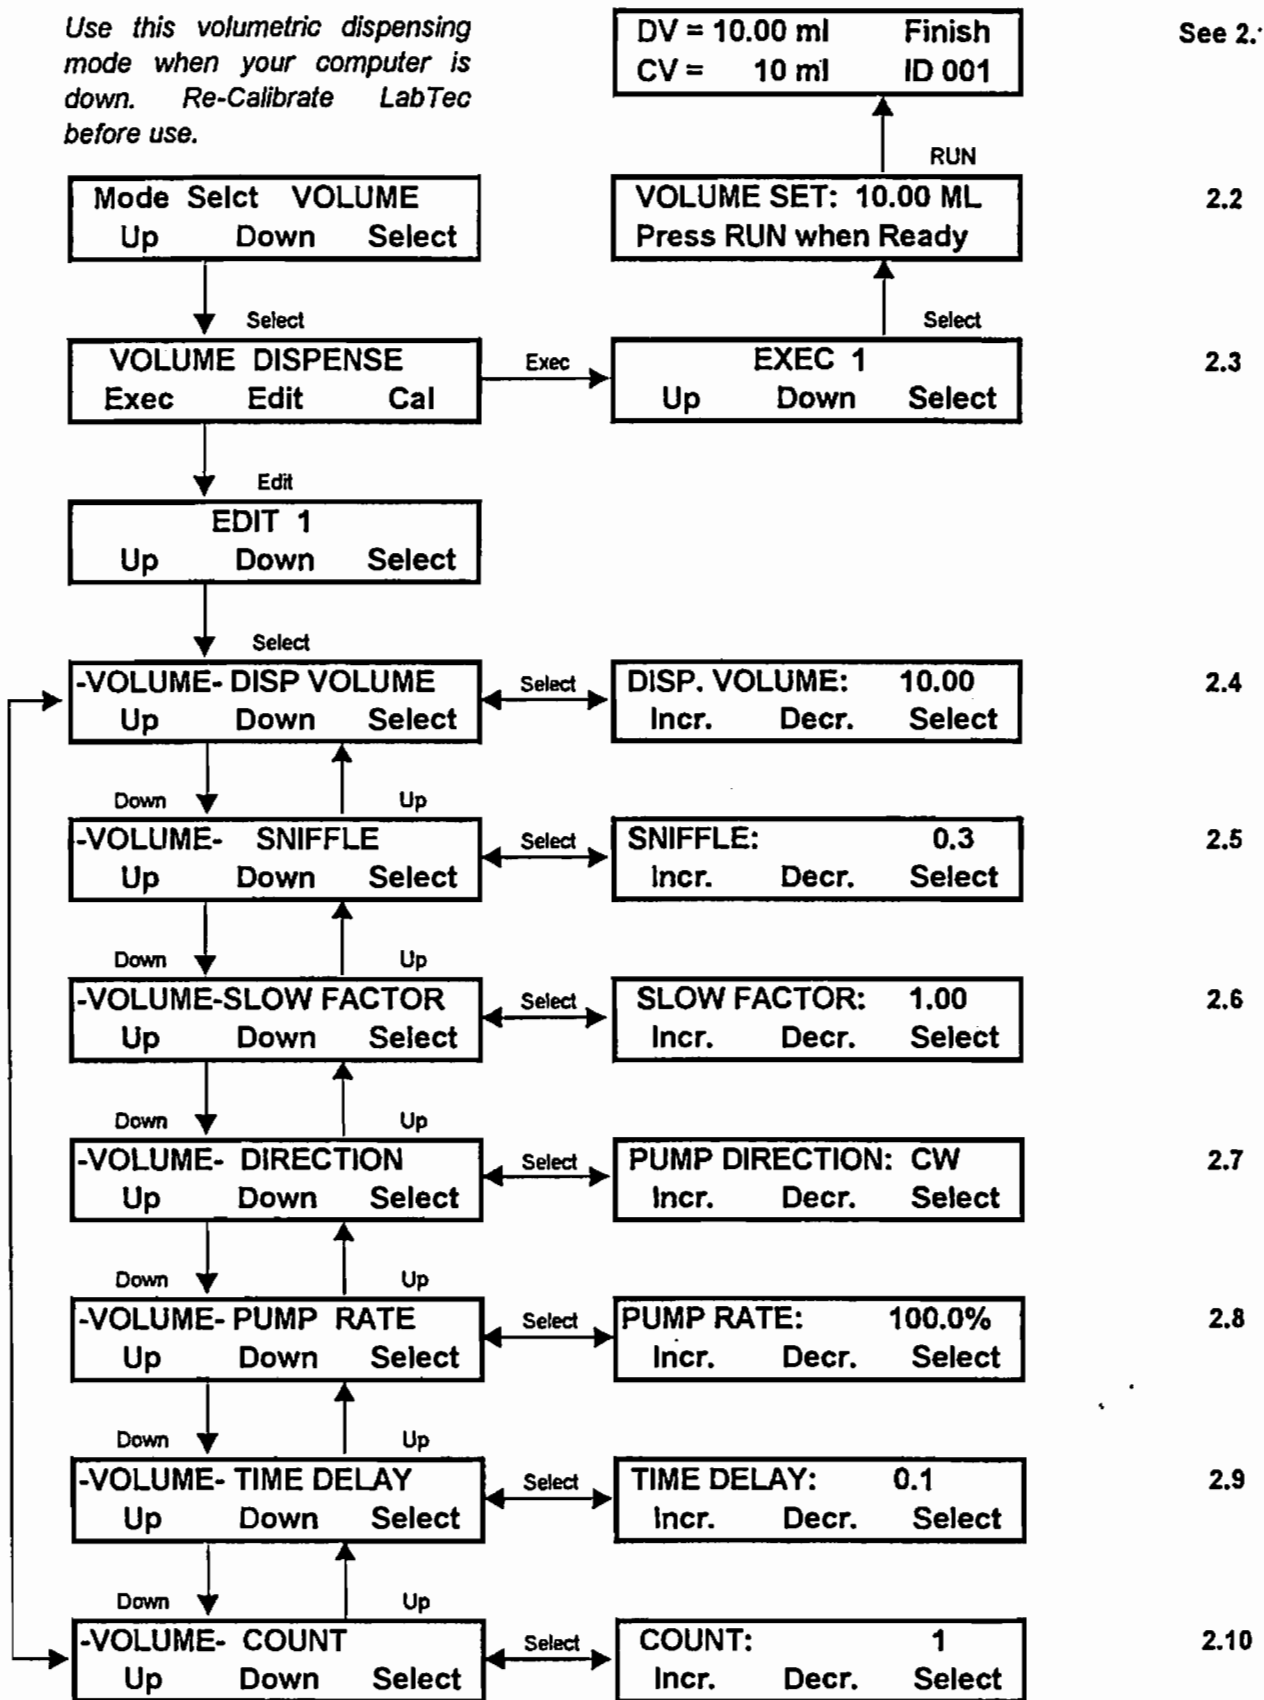 Use this volumetric dispensing
mode when your computer is
down. Re-Calibrate LabTec
before use.
DV = 10.00 ml Finish
CV = 10 ml ID 001
See 2.
RUN
Mode Selct VOLUME
Up Down Select
VOLUME SET: 10.00 ML
Press RUN when Ready
2.2
Select
Select
VOLUME DISPENSE
Exec Edit Cal
Exec
EXEC 1
Up Down Select
2.3
Edit
EDIT 1
Up Down Select
Select
-VOLUME- DISP VOLUME
Up Down Select
Select
DISP. VOLUME: 10.00
Incr. Decr. Select
2.4
Down Up
-VOLUME- SNIFFLE
Up Down Select
Select
SNIFFLE: 0.3
Incr. Decr. Select
2.5
Down Up
-VOLUME-SLOW FACTOR
Up Down Select
Select
SLOW FACTOR: 1.00
Incr. Decr. Select
2.6
Down Up
-VOLUME- DIRECTION
Up Down Select
Select
PUMP DIRECTION: CW
Incr. Decr. Select
2.7
Down Up
-VOLUME- PUMP RATE
Up Down Select
Select
PUMP RATE: 100.0%
Incr. Decr. Select
2.8
Down Up
-VOLUME- TIME DELAY
Up Down Select
Select
TIME DELAY: 0.1
Incr. Decr. Select
2.9
Down Up
-VOLUME- COUNT
Up Down Select
Select
COUNT: 1
Incr. Decr. Select
2.10